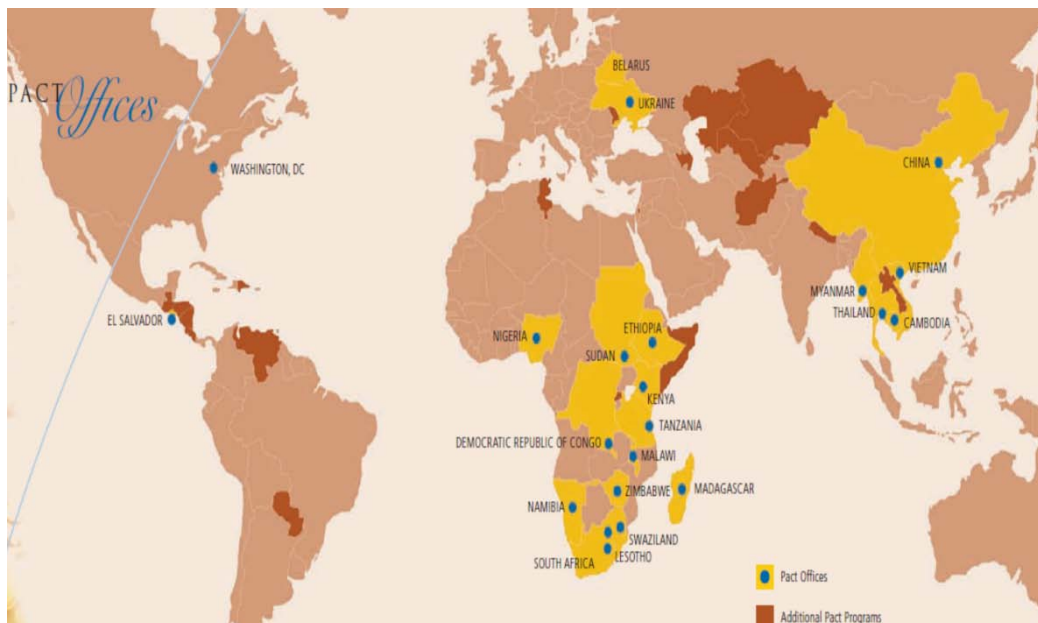 PACT Offices
BELARUS
UKRAINE
WASHINGTON, DC
CHINA
VIETNAM
MYANMAR
EL SALVADOR
THAILAND
CAMBODIA
NIGERIA
ETHIOPIA
SUDAN
KENYA
TANZANIA
DEMOCRATIC REPUBLIC OF CONGO
MALAWI
ZIMBABWE
MADAGASCAR
NAMIBIA
SWAZILAND
LESOTHO
SOUTH AFRICA
Pact Offices
Additional Pact Programs